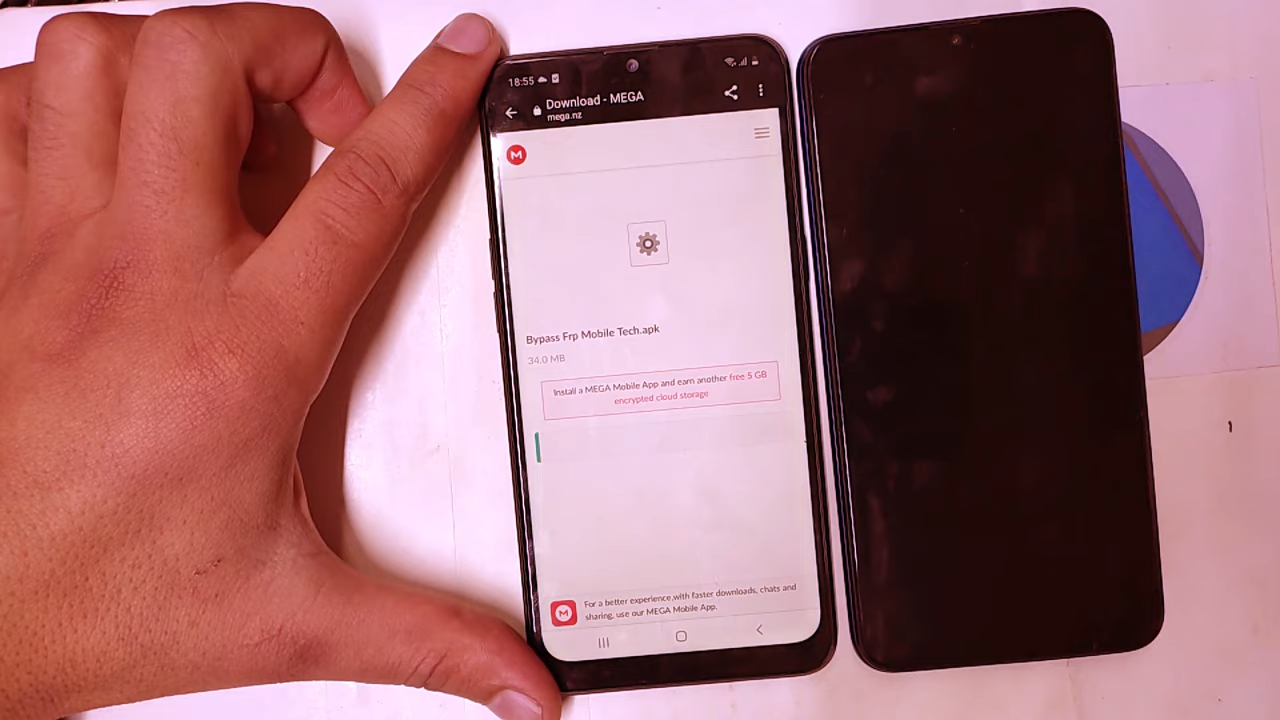 18:55
Download - MEGA
mega.nz
M
Bypass Frp Mobile Tech.apk
34.0 MB
Install a MEGA Mobile App and earn another free 5 GB
encrypted cloud storage
M
For a better experience,with faster downloads, chats and
sharing, use our MEGA Mobile App.